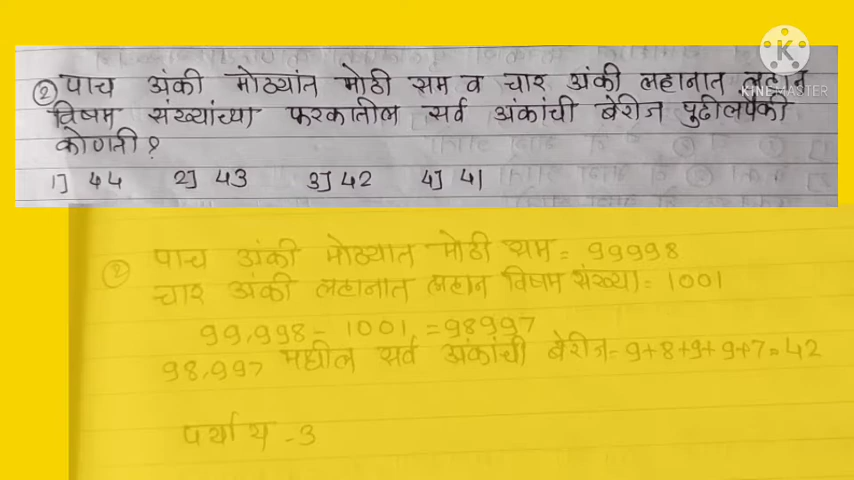 KINEMASTER
② पाच अंकी मोठ्यांत मोठी सम व चार अंकी लहानात लहान
विषम संख्यांच्या फरकातील सर्व अंकांची बेरीज पुढीलपैकी
कोणती?
1] 44 2] 43 3] 42 4] 41
② पाच अंकी मोठ्यात मोठी सम = 99998
चार अंकी लहानात लहान विषम संख्या = 1001
99,998 - 1001 = 98997
98,997 मधील सर्व अंकांची बेरीज = 9+8+9+9+7 = 42
पर्याय - 3